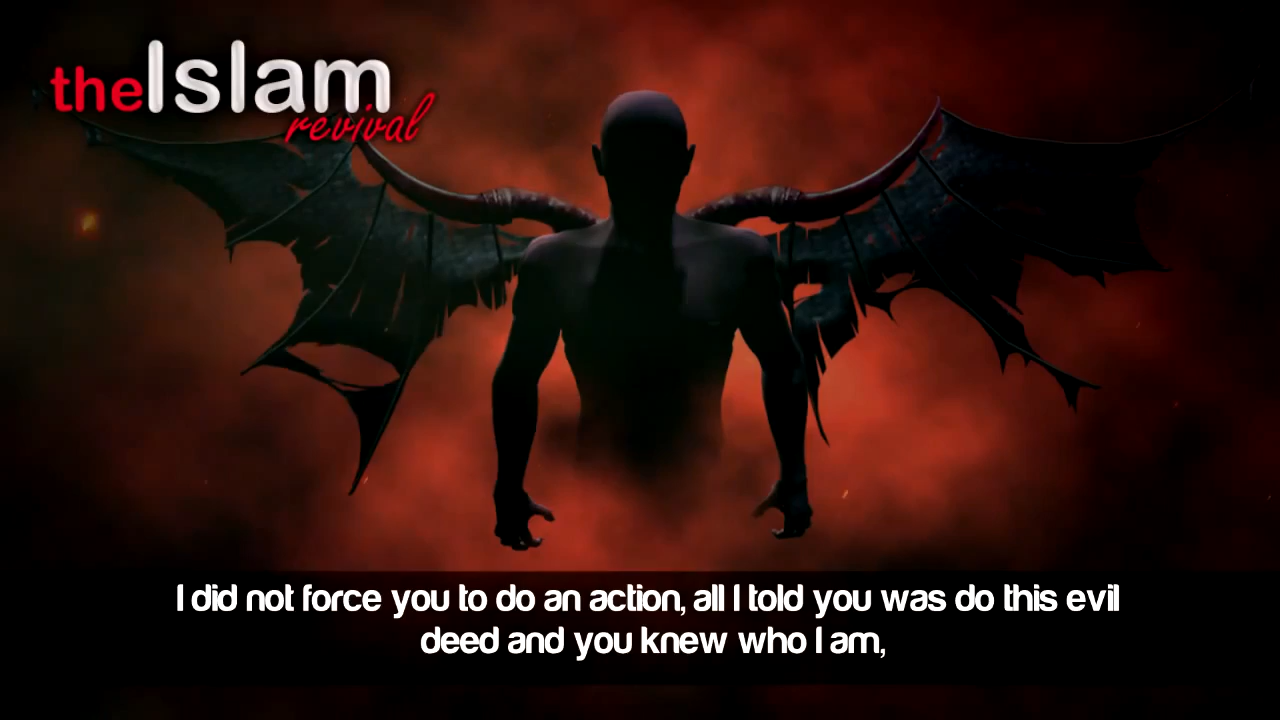 theIslam
revival
I did not force you to do an action, all I told you was do this evil
deed and you knew who I am,